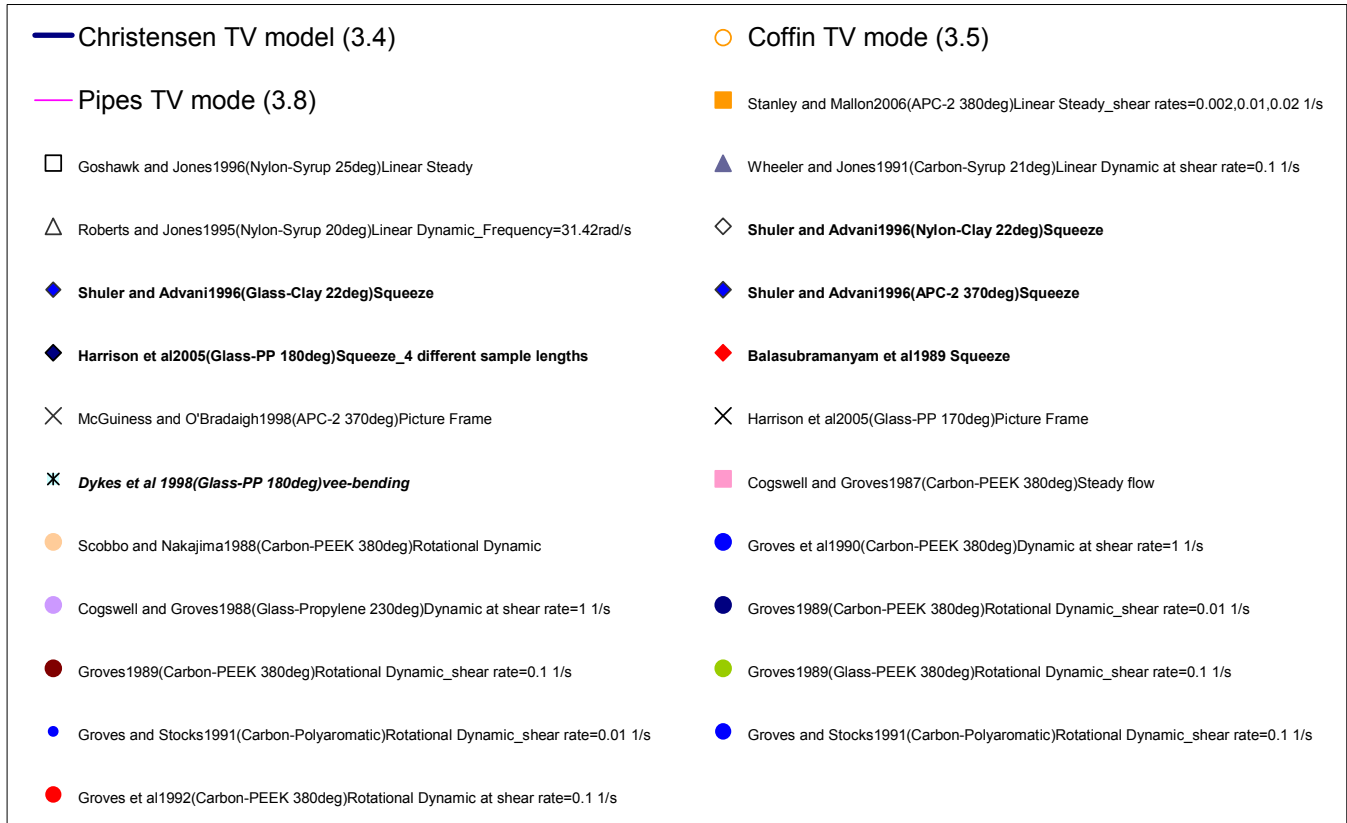 Christensen TV model (3.4)
Coffin TV mode (3.5)
Pipes TV mode (3.8)
Stanley and Mallon2006(APC-2 380deg)Linear Steady_shear rates=0.002,0.01,0.02 1/s
Goshawk and Jones1996(Nylon-Syrup 25deg)Linear Steady
Wheeler and Jones1991(Carbon-Syrup 21deg)Linear Dynamic at shear rate=0.1 1/s
Roberts and Jones1995(Nylon-Syrup 20deg)Linear Dynamic_Frequency=31.42rad/s
Shuler and Advani1996(Nylon-Clay 22deg)Squeeze
Shuler and Advani1996(Glass-Clay 22deg)Squeeze
Shuler and Advani1996(APC-2 370deg)Squeeze
Harrison et al2005(Glass-PP 180deg)Squeeze_4 different sample lengths
Balasubramanyam et al1989 Squeeze
McGuiness and O'Bradaigh1998(APC-2 370deg)Picture Frame
Harrison et al2005(Glass-PP 170deg)Picture Frame
Dykes et al 1998(Glass-PP 180deg)vee-bending
Cogswell and Groves1987(Carbon-PEEK 380deg)Steady flow
Scobbo and Nakajima1988(Carbon-PEEK 380deg)Rotational Dynamic
Groves et al1990(Carbon-PEEK 380deg)Dynamic at shear rate=1 1/s
Cogswell and Groves1988(Glass-Propylene 230deg)Dynamic at shear rate=1 1/s
Groves1989(Carbon-PEEK 380deg)Rotational Dynamic_shear rate=0.01 1/s
Groves1989(Carbon-PEEK 380deg)Rotational Dynamic_shear rate=0.1 1/s
Groves1989(Glass-PEEK 380deg)Rotational Dynamic_shear rate=0.1 1/s
Groves and Stocks1991(Carbon-Polyaromatic)Rotational Dynamic_shear rate=0.01 1/s
Groves and Stocks1991(Carbon-Polyaromatic)Rotational Dynamic_shear rate=0.1 1/s
Groves et al1992(Carbon-PEEK 380deg)Rotational Dynamic at shear rate=0.1 1/s